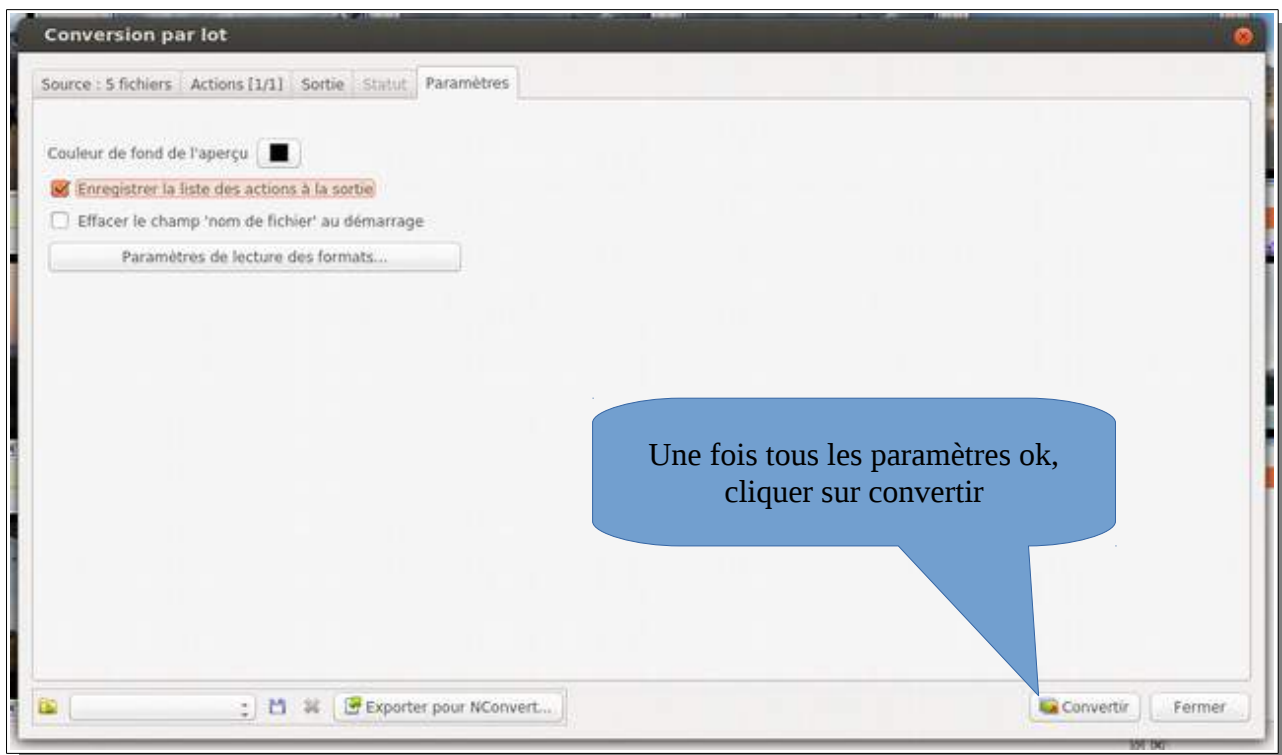 Conversion par lot
Source : 5 fichiers Actions [1/1] Sortie Statut Paramètres
Couleur de fond de l'aperçu
Enregistrer la liste des actions à la sortie
Effacer le champ 'nom de fichier' au démarrage
Paramètres de lecture des formats...
Une fois tous les paramètres ok,
cliquer sur convertir
Exporter pour NConvert... Convertir Fermer